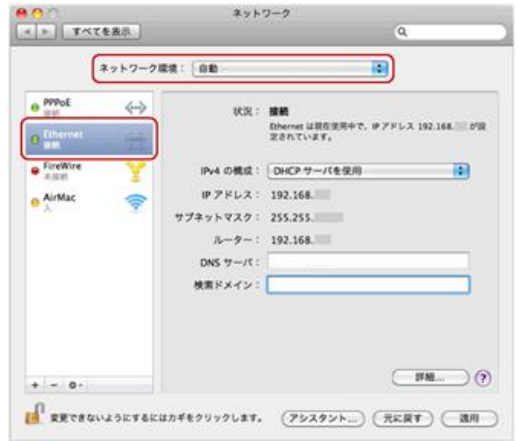 ネットワーク
すべてを表示
ネットワーク環境： 自動
PPPoE
接続
Ethernet
接続
FireWire
未接続
AirMac
入
状況： 接続
Ethernet は現在使用中で、IP アドレス 192.168. が設
定されています。
IPv4 の構成： DHCP サーバを使用
IP アドレス： 192.168.
サブネットマスク： 255.255.
ルーター： 192.168.
DNS サーバ：
検索ドメイン：
詳細... ?
+ −
変更できないようにするにはカギをクリックします。 アシスタント... 元に戻す 適用